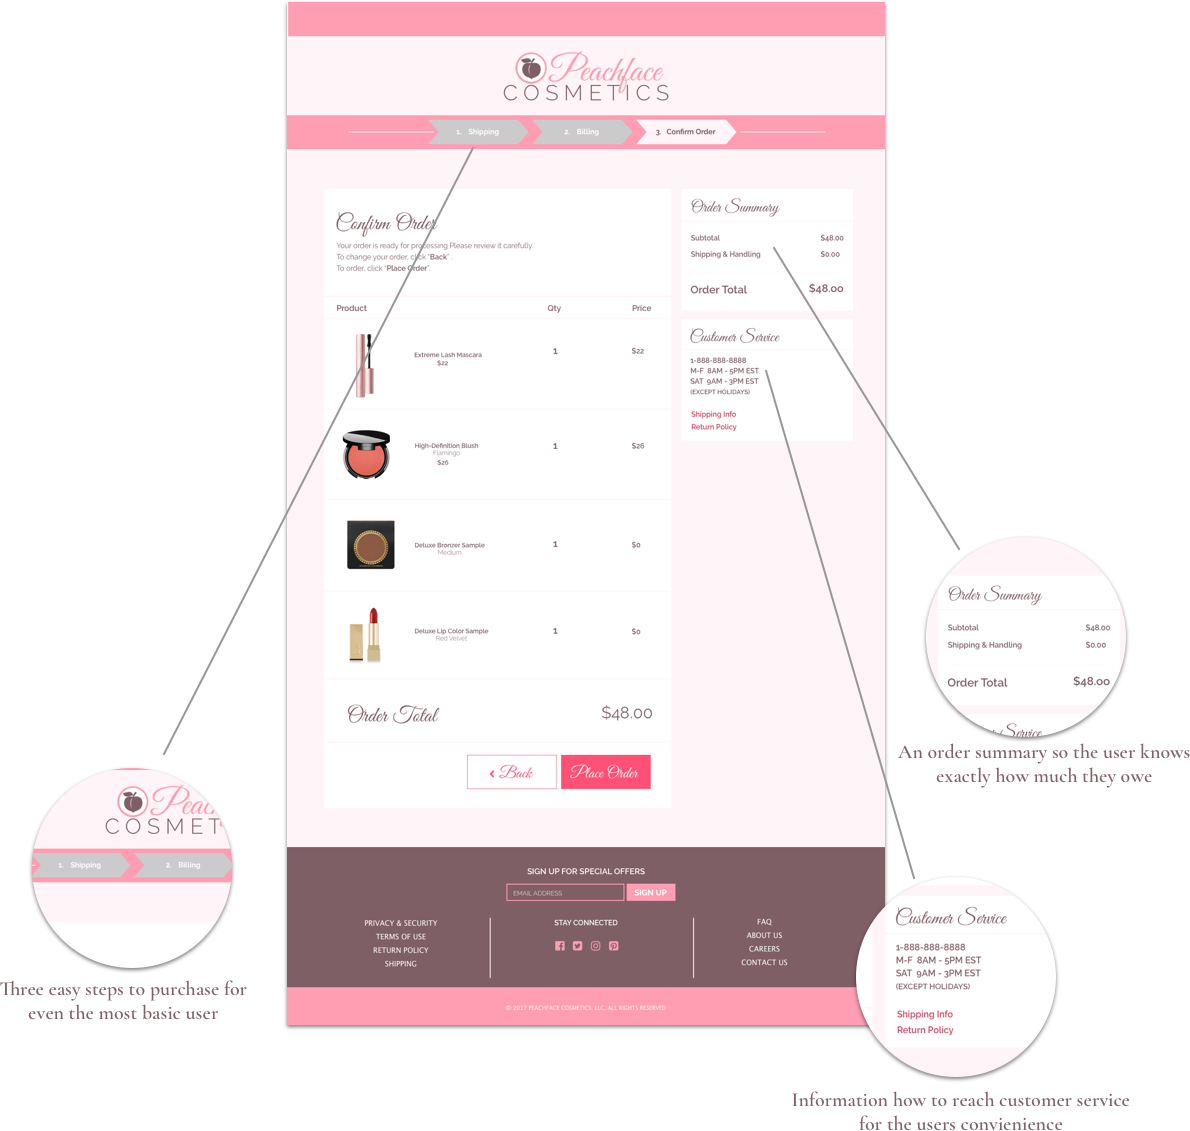 Peachface
COSMETICS
1. Shipping
2. Billing
3. Confirm Order
Confirm Order
Your order is ready for processing Please review it carefully.
To change your order, click "Back" .
To order, click "Place Order".
Product Qty Price
Extreme Lash Mascara
$22
1
$22
High-Definition Blush
Flamingo
$26
1
$26
Deluxe Bronzer Sample
Medium
1
$0
Deluxe Lip Color Sample
Red Velvet
1
$0
Order Total $48.00
Back
Place Order
Order Summary
Subtotal $48.00
Shipping & Handling $0.00
Order Total $48.00
Customer Service
1-888-888-8888
M-F 8AM - 5PM EST
SAT 9AM - 3PM EST
(EXCEPT HOLIDAYS)
Shipping Info
Return Policy
Order Summary
Subtotal $48.00
Shipping & Handling $0.00
Order Total $48.00
Service
An order summary so the user knows
exactly how much they owe
Peac
COSMET
1. Shipping
2. Billing
Three easy steps to purchase for
even the most basic user
SIGN UP FOR SPECIAL OFFERS
EMAIL ADDRESS
SIGN UP
PRIVACY & SECURITY
TERMS OF USE
RETURN POLICY
SHIPPING
STAY CONNECTED
FAQ
ABOUT US
CAREERS
CONTACT US
© 2017 PEACHFACE COSMETICS, LLC. ALL RIGHTS RESERVED
Customer Service
1-888-888-8888
M-F 8AM - 5PM EST
SAT 9AM - 3PM EST
(EXCEPT HOLIDAYS)
Shipping Info
Return Policy
Information how to reach customer service
for the users convienience